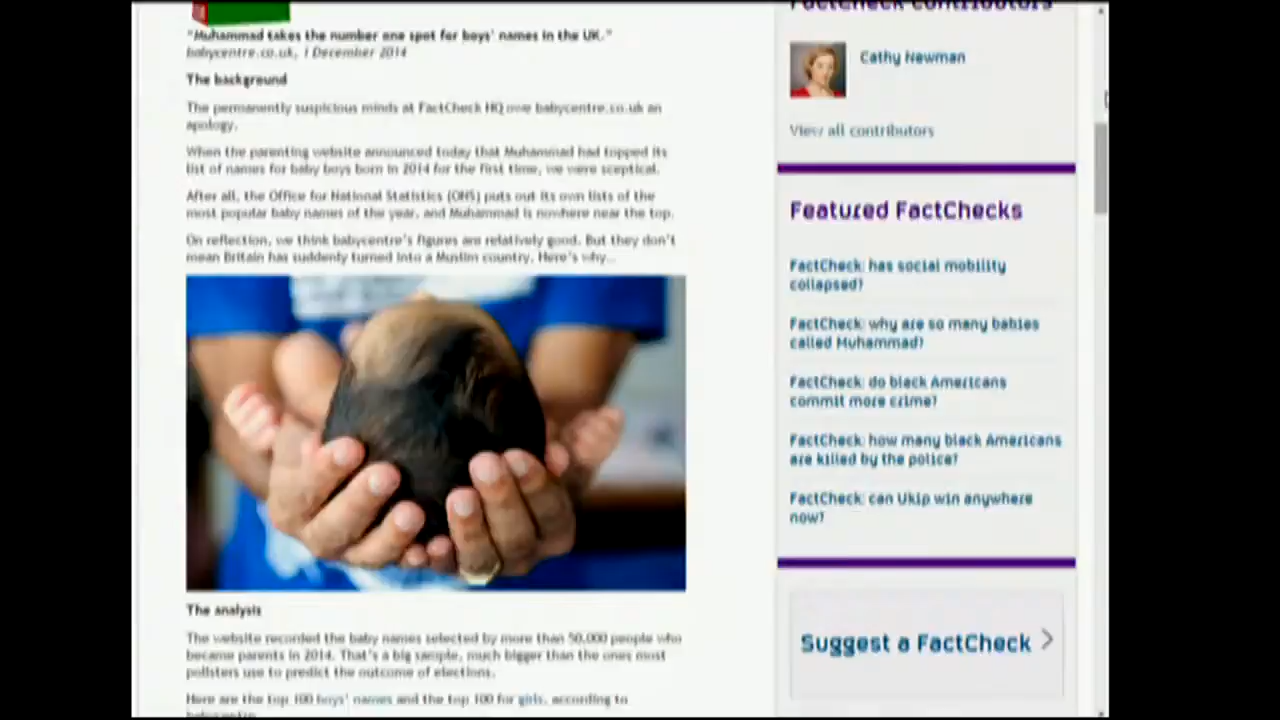 FactCheck Contributors
"Muhammad takes the number one spot for boys' names in the UK."
babycentre.co.uk, 1 December 2014
The background
The permanently suspicious minds at FactCheck HQ owe babycentre.co.uk an
apology.
When the parenting website announced today that Muhammad had topped its
list of names for baby boys born in 2014 for the first time, we were sceptical.
After all, the Office for National Statistics (ONS) puts out its own lists of the
most popular baby names of the year, and Muhammad is nowhere near the top.
On reflection, we think babycentre's figures are relatively good. But they don't
mean Britain has suddenly turned into a Muslim country. Here's why...
The analysis
The website recorded the baby names selected by more than 50,000 people who
became parents in 2014. That's a big sample, much bigger than the ones most
pollsters use to predict the outcome of elections.
Here are the top 100 boys' names and the top 100 for girls, according to
babycentre.
Cathy Newman
View all contributors
Featured FactChecks
FactCheck: has social mobility
collapsed?
FactCheck: why are so many babies
called Muhammad?
FactCheck: do black Americans
commit more crime?
FactCheck: how many black Americans
are killed by the police?
FactCheck: can Ukip win anywhere
now?
Suggest a FactCheck